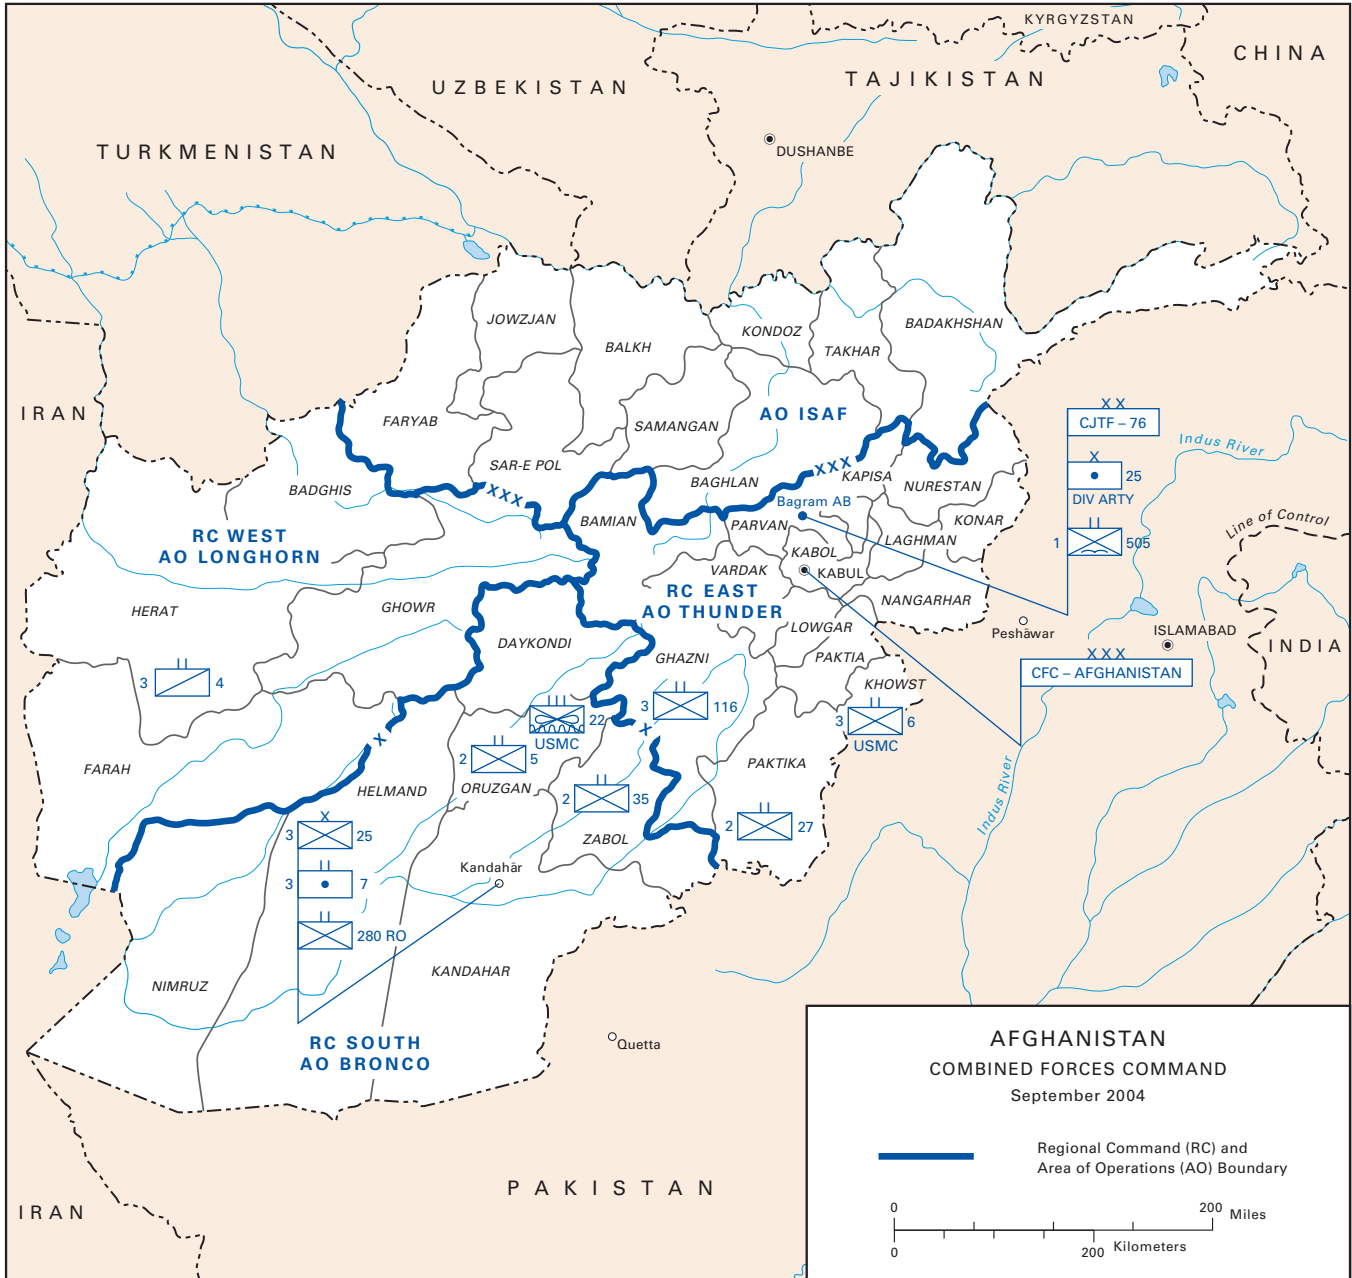 KYRGYZSTAN
CHINA
UZBEKISTAN
TAJIKISTAN
TURKMENISTAN
DUSHANBE
JOWZJAN
BALKH
KONDOZ
TAKHAR
BADAKHSHAN
IRAN
FARYAB
SAMANGAN
AO ISAF
SAR-E POL
XXX
BADGHIS
XXX
KAPISA
BAGHLAN
NURESTAN
Bagram AB
BAMIAN
PARVAN
KONAR
LAGHMAN
KABOL
KABUL
VARDAK
NANGARHAR
RC WEST
AO LONGHORN
RC EAST
AO THUNDER
HERAT
GHOWR
DAYKONDI
LOWGAR
GHAZNI
PAKTIA
KHOWST
XX
CJTF – 76
X
25
DIV ARTY
1
505
Indus River
Line of Control
Peshāwar
ISLAMABAD
INDIA
XXX
CFC – AFGHANISTAN
3
4
3
116
22
USMC
3
6
USMC
X
X
2
5
FARAH
HELMAND
ORUZGAN
PAKTIKA
2
35
2
27
ZABOL
Indus River
X
3
25
3
7
280 RO
Kandahār
NIMRUZ
KANDAHAR
RC SOUTH
AO BRONCO
Quetta
PAKISTAN
IRAN
AFGHANISTAN
COMBINED FORCES COMMAND
September 2004
Regional Command (RC) and
Area of Operations (AO) Boundary
0
200
Miles
0
200
Kilometers